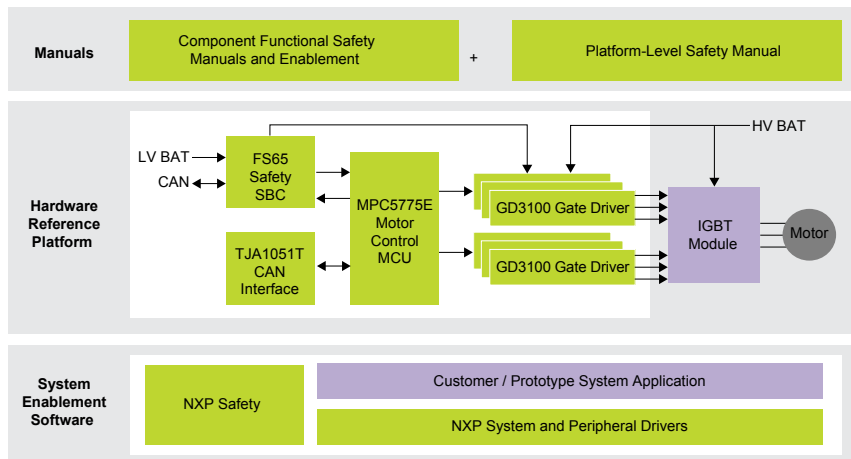 Manuals
Component Functional Safety
Manuals and Enablement
+
Platform-Level Safety Manual
Hardware
Reference
Platform
LV BAT
CAN
FS65
Safety
SBC
TJA1051T
CAN
Interface
MPC5775E
Motor
Control
MCU
GD3100 Gate Driver
GD3100 Gate Driver
HV BAT
IGBT
Module
Motor
System
Enablement
Software
NXP Safety
Customer / Prototype System Application
NXP System and Peripheral Drivers